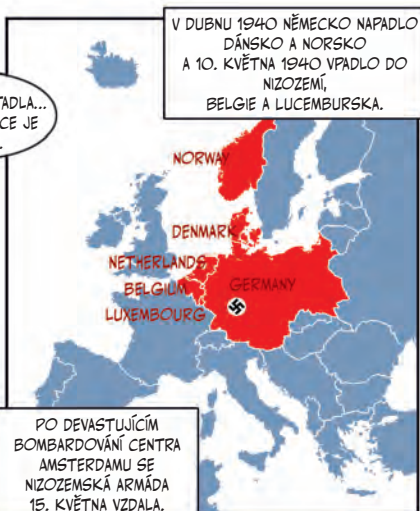 V DUBNU 1940 NĚMECKO NAPADLO
DÁNSKO A NORSKO
A 10. KVĚTNA 1940 VPADLO DO
NIZOZEMÍ,
BELGIE A LUCEMBURSKA.
CE JE
NORWAY
DENMARK
NETHERLANDS
BELGIUM
GERMANY
LUXEMBOURG
PO DEVASTUJÍCÍM
BOMBARDOVÁNÍ CENTRA
AMSTERDAMU SE
NIZOZEMSKÁ ARMÁDA
15. KVĚTNA VZDALA.